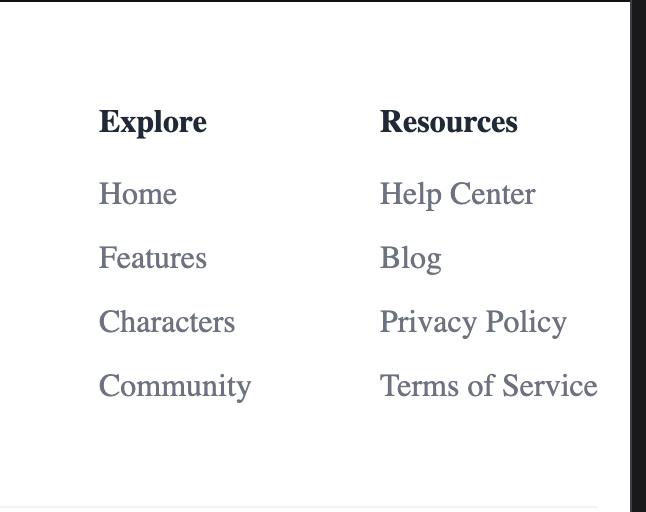 Explore
Home
Features
Characters
Community
Resources
Help Center
Blog
Privacy Policy
Terms of Service